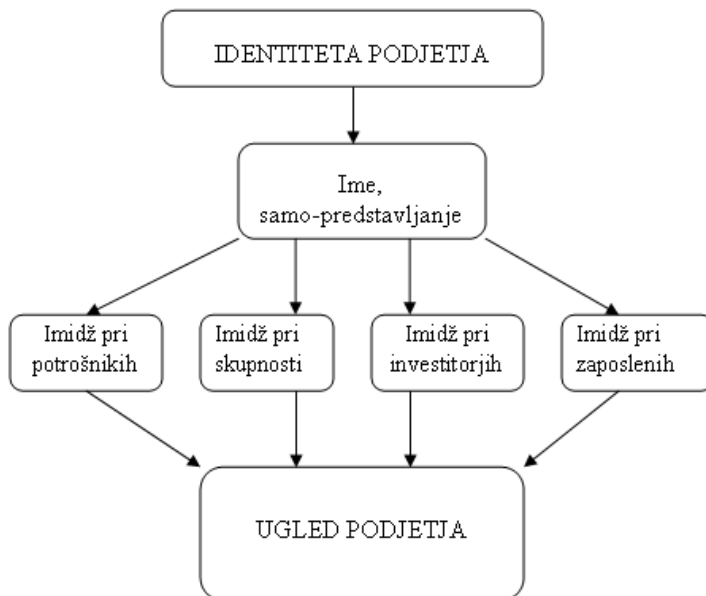 IDENTITETA PODJETJA
Ime,
samo-predstavljanje
Imidž pri
potrošnikih
Imidž pri
skupnosti
Imidž pri
investitorjih
Imidž pri
zaposlenih
UGLED PODJETJA